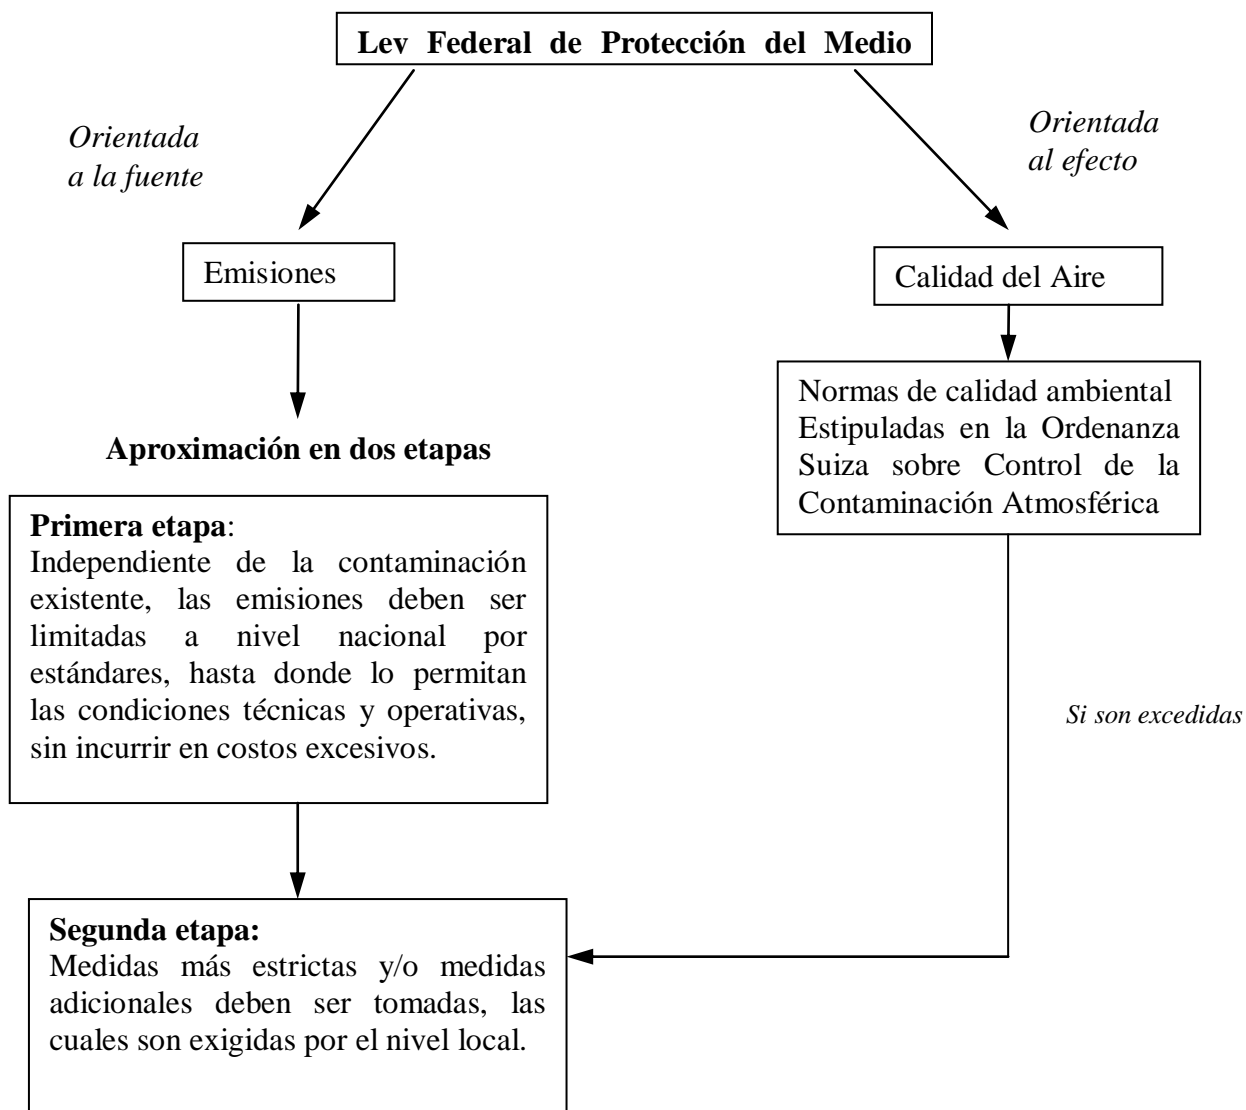 Ley Federal de Protección del Medio
Orientada
a la fuente
Orientada
al efecto
Emisiones
Calidad del Aire
Normas de calidad ambiental
Estipuladas en la Ordenanza
Suiza sobre Control de la
Contaminación Atmosférica
Aproximación en dos etapas
Primera etapa:
Independiente de la contaminación
existente, las emisiones deben ser
limitadas a nivel nacional por
estándares, hasta donde lo permitan
las condiciones técnicas y operativas,
sin incurrir en costos excesivos.
Si son excedidas
Segunda etapa:
Medidas más estrictas y/o medidas
adicionales deben ser tomadas, las
cuales son exigidas por el nivel local.